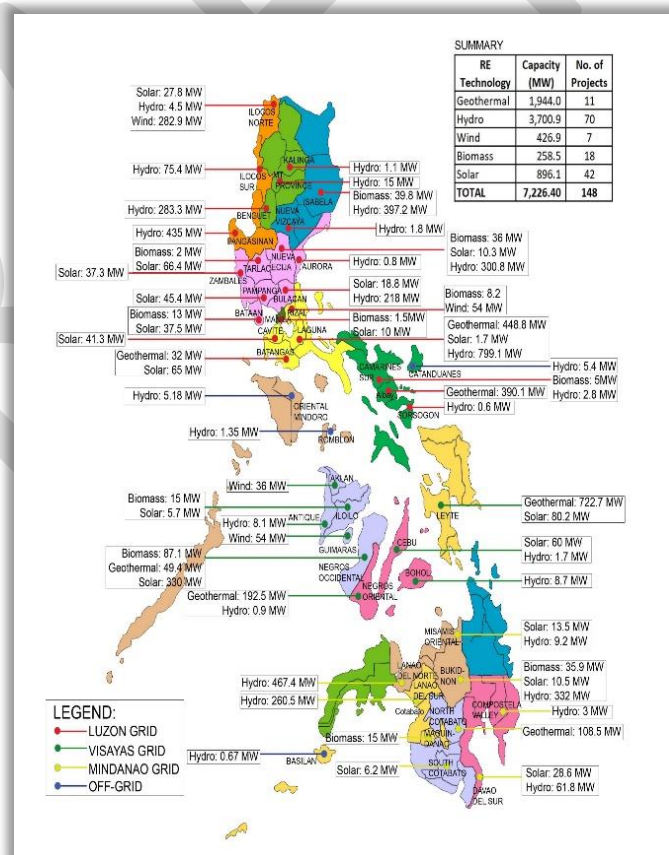 SUMMARY
RE Technology Capacity (MW) No. of Projects
Geothermal 1,944.0 11
Hydro 3,700.9 70
Wind 426.9 7
Biomass 258.5 18
Solar 896.1 42
TOTAL 7,226.40 148
Solar: 27.8 MW
Hydro: 4.5 MW
Wind: 282.9 MW
ILOCOS
NORTE
Hydro: 75.4 MW
ILOCOS
SUR
KALINGA
Hydro: 1.1 MW
MT
PROVINCE
Hydro: 15 MW
Biomass: 39.8 MW
Hydro: 397.2 MW
ISABELA
Hydro: 283.3 MW
BENGUET
NUEVA
VIZCAYA
Hydro: 1.8 MW
Hydro: 435 MW
PANGASINAN
Biomass: 36 MW
Solar: 10.3 MW
Hydro: 300.8 MW
Biomass: 2 MW
Solar: 66.4 MW
TARLAC
NUEVA
ECIJA
AURORA
Hydro: 0.8 MW
Solar: 37.3 MW
ZAMBALES
PAMPANGA
Solar: 18.8 MW
Hydro: 218 MW
Solar: 45.4 MW
BULACAN
Biomass: 8.2
Wind: 54 MW
BATAAN
MANILA
RIZAL
Biomass: 13 MW
Solar: 37.5 MW
Biomass: 1.5MW
Solar: 10 MW
Geothermal: 448.8 MW
Solar: 1.7 MW
Hydro: 799.1 MW
Solar: 41.3 MW
CAVITE
LAGUNA
Geothermal: 32 MW
Solar: 65 MW
BATANGAS
CAMARINES
SUR
CATANDUANES
Hydro: 5.4 MW
Biomass: 5MW
Hydro: 2.8 MW
Albay
Geothermal: 390.1 MW
Hydro: 5.18 MW
ORIENTAL
MINDORO
SORSOGON
Hydro: 0.6 MW
Hydro: 1.35 MW
ROMBLON
Wind: 36 MW
AKLAN
Biomass: 15 MW
Solar: 5.7 MW
ANTIQUE
ILOILO
LEYTE
Geothermal: 722.7 MW
Solar: 80.2 MW
Hydro: 8.1 MW
Wind: 54 MW
GUIMARAS
CEBU
Solar: 60 MW
Hydro: 1.7 MW
Biomass: 87.1 MW
Geothermal: 49.4 MW
Solar: 330 MW
NEGROS
OCCIDENTAL
BOHOL
Hydro: 8.7 MW
Geothermal: 192.5 MW
Hydro: 0.9 MW
NEGROS
ORIENTAL
MISAMIS
ORIENTAL
Solar: 13.5 MW
Hydro: 9.2 MW
LANAO
DEL NORTE
BUKID-
NON
Biomass: 35.9 MW
Solar: 10.5 MW
Hydro: 332 MW
Hydro: 467.4 MW
LANAO
DEL SUR
Hydro: 260.5 MW
Cotabato
NORTH
COTABATO
COMPOSTELA
VALLEY
Hydro: 3 MW
Biomass: 15 MW
MAGUIN-
DANAO
Geothermal: 108.5 MW
Hydro: 0.67 MW
BASILAN
Solar: 6.2 MW
SOUTH
COTABATO
Solar: 28.6 MW
Hydro: 61.8 MW
DAVAO
DEL SUR
LEGEND:
LUZON GRID
VISAYAS GRID
MINDANAO GRID
OFF-GRID